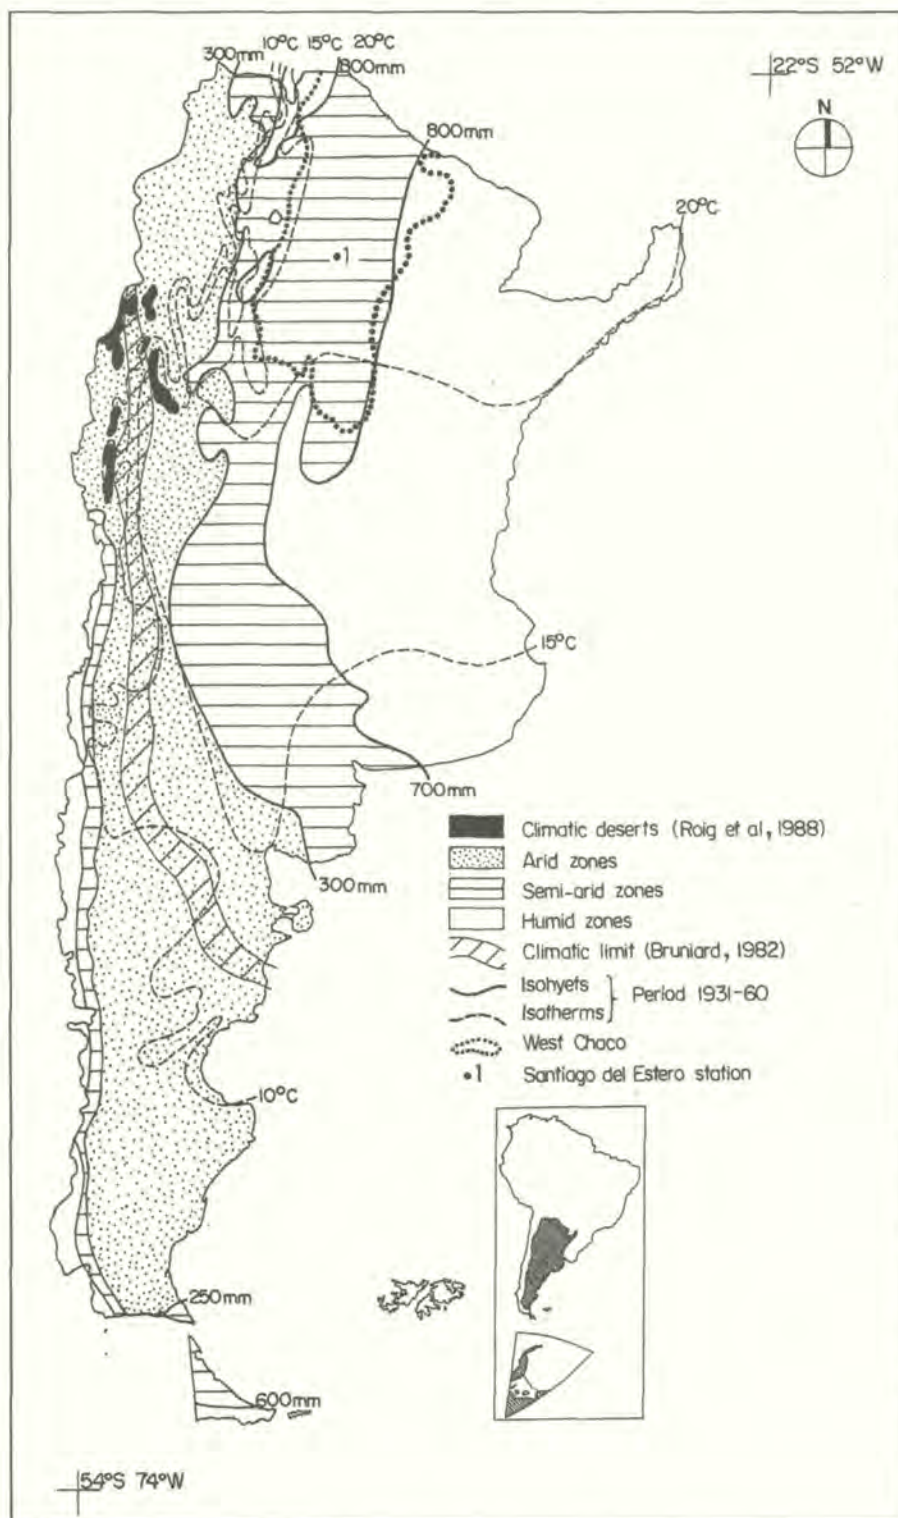 10°C 15°C 20°C
300mm
800mm
22°S 52°W
N
800mm
20°C
•1
15°C
700mm
Climatic deserts (Roig et al, 1988)
Arid zones
300mm
Semi-arid zones
Humid zones
Climatic limit (Bruniard, 1982)
Isohyets
Isotherms } Period 1931-60
West Chaco
•1 Santiago del Estero station
10°C
250mm
600mm
54°S 74°W